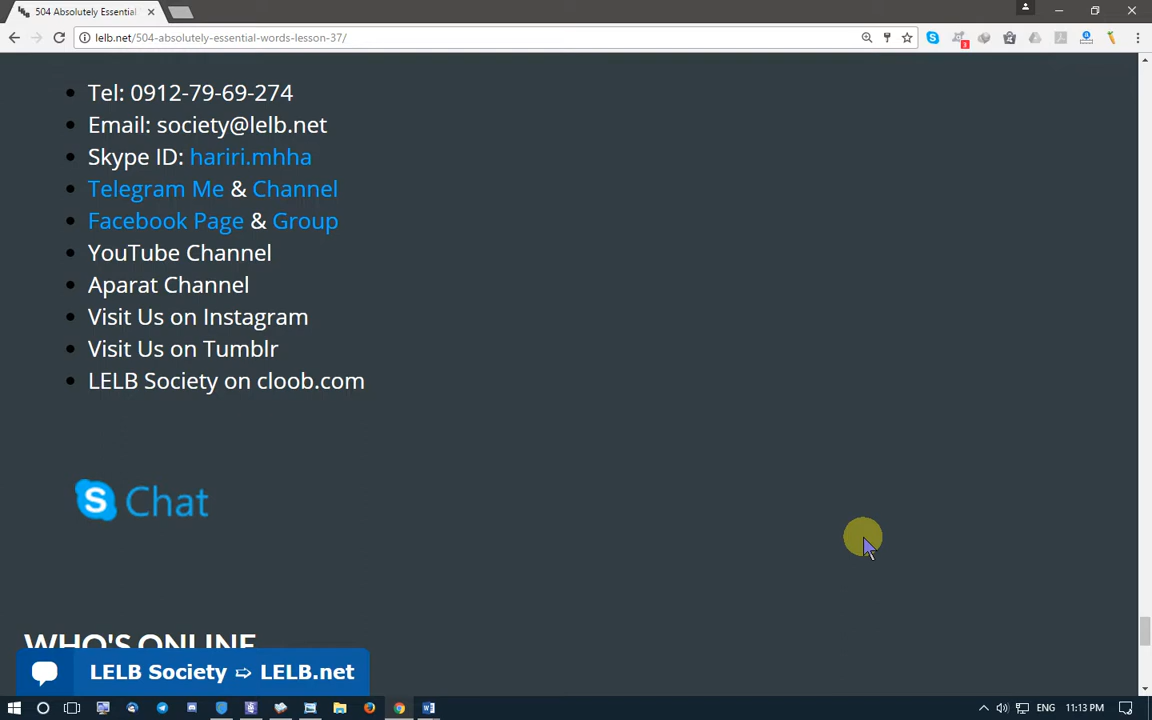 504 Absolutely Essential
lelb.net/504-absolutely-essential-words-lesson-37/
3
Tel: 0912-79-69-274
Email: society@lelb.net
Skype ID: hariri.mhha
Telegram Me & Channel
Facebook Page & Group
YouTube Channel
Aparat Channel
Visit Us on Instagram
Visit Us on Tumblr
LELB Society on cloob.com
S Chat
WHO'S ONLINE
LELB Society ➯ LELB.net
ENG 11:13 PM